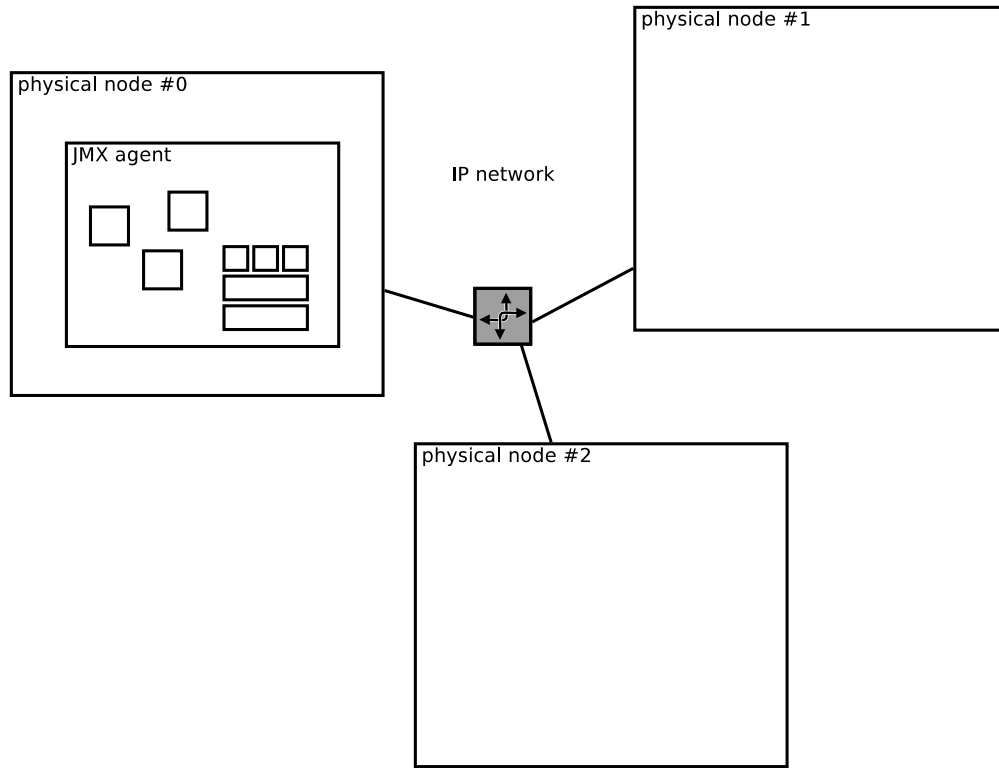 physical node #1
physical node #0
JMX agent
IP network
physical node #2